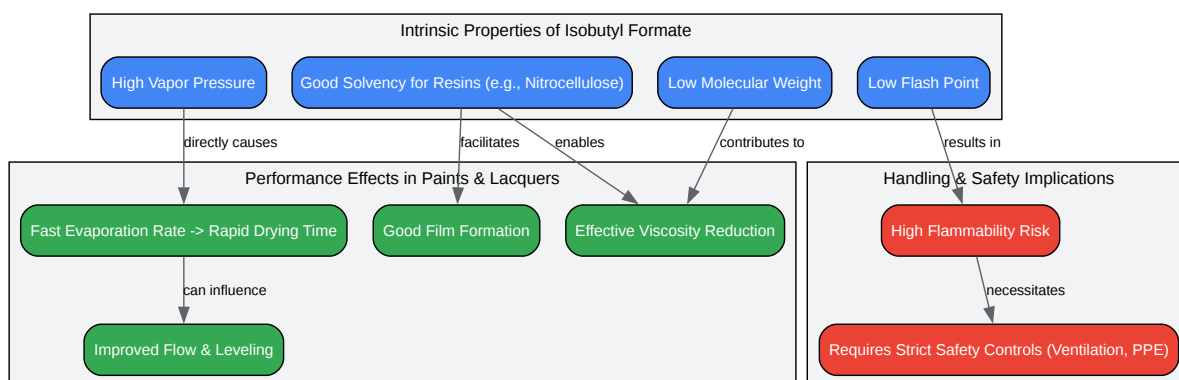 Intrinsic Properties of Isobutyl Formate
High Vapor Pressure
Good Solvency for Resins (e.g., Nitrocellulose)
Low Molecular Weight
Low Flash Point
directly causes
facilitates
enables
contributes to
results in
Performance Effects in Paints & Lacquers
Handling & Safety Implications
Fast Evaporation Rate -> Rapid Drying Time
Good Film Formation
Effective Viscosity Reduction
High Flammability Risk
can influence
necessitates
Improved Flow & Leveling
Requires Strict Safety Controls (Ventilation, PPE)